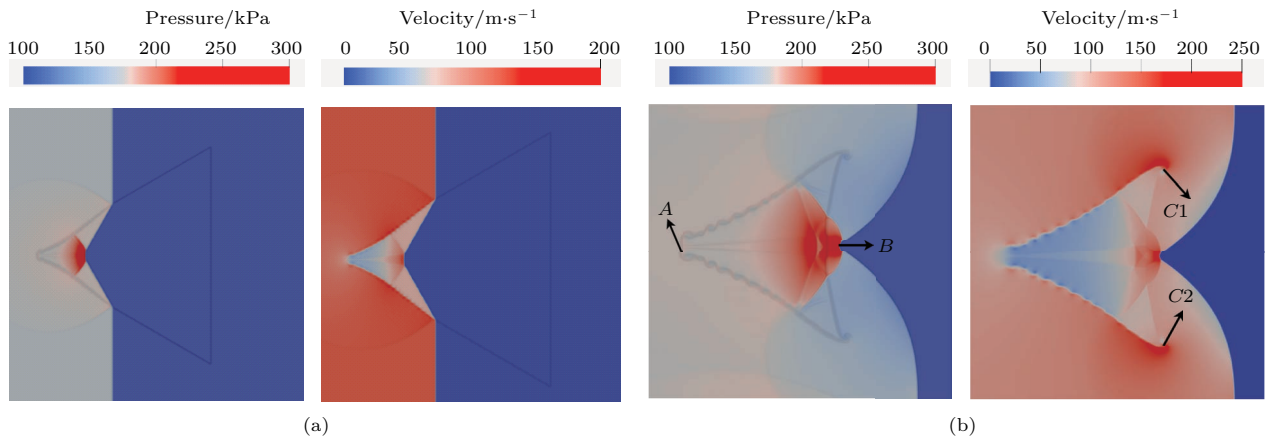 Pressure/kPa
100 150 200 250 300
Velocity/m·s⁻¹
0 50 100 150 200
Pressure/kPa
100 150 200 250 300
Velocity/m·s⁻¹
0 50 100 150 200 250
A
B
C1
C2
(a)
(b)